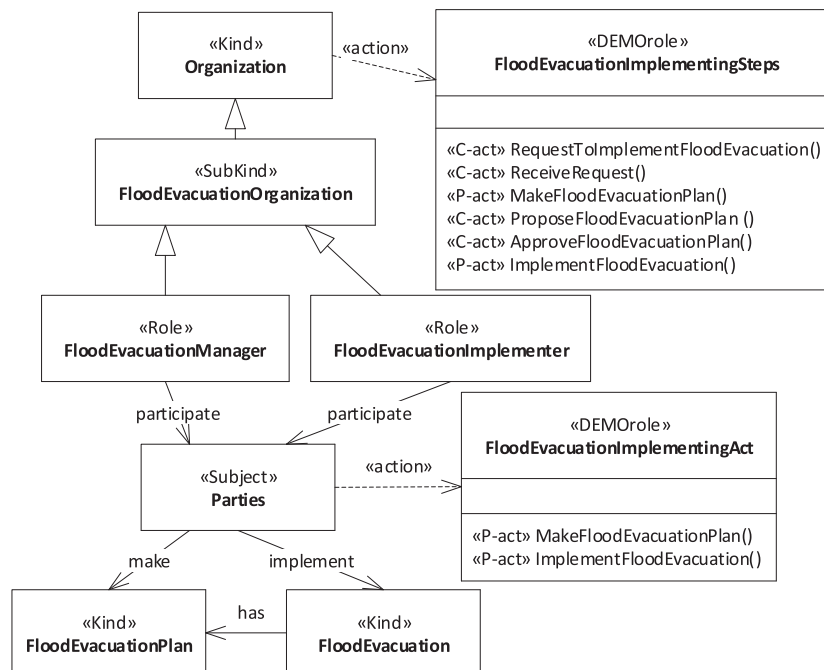 «Kind»
Organization
«action»
«DEMOrole»
FloodEvacuationImplementingSteps
«C-act» RequestToImplementFloodEvacuation()
«C-act» ReceiveRequest()
«P-act» MakeFloodEvacuationPlan()
«C-act» ProposeFloodEvacuationPlan ()
«C-act» ApproveFloodEvacuationPlan()
«P-act» ImplementFloodEvacuation()
«SubKind»
FloodEvacuationOrganization
«Role»
FloodEvacuationManager
«Role»
FloodEvacuationImplementer
participate
participate
«Subject»
Parties
«action»
«DEMOrole»
FloodEvacuationImplementingAct
«P-act» MakeFloodEvacuationPlan()
«P-act» ImplementFloodEvacuation()
make
implement
«Kind»
FloodEvacuationPlan
has
«Kind»
FloodEvacuation